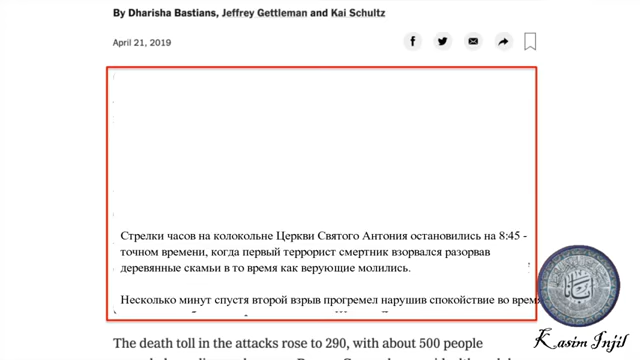 By Dharisha Bastians, Jeffrey Gettleman and Kai Schultz
April 21, 2019
Стрелки часов на колокольне Церкви Святого Антония остановились на 8:45 -
точном времени, когда первый террорист смертник взорвался разорвав
деревянные скамьи в то время как верующие молились.
Несколько минут спустя второй взрыв прогремел нарушив спокойствие во время
The death toll in the attacks rose to 290, with about 500 people
Kasim Injil